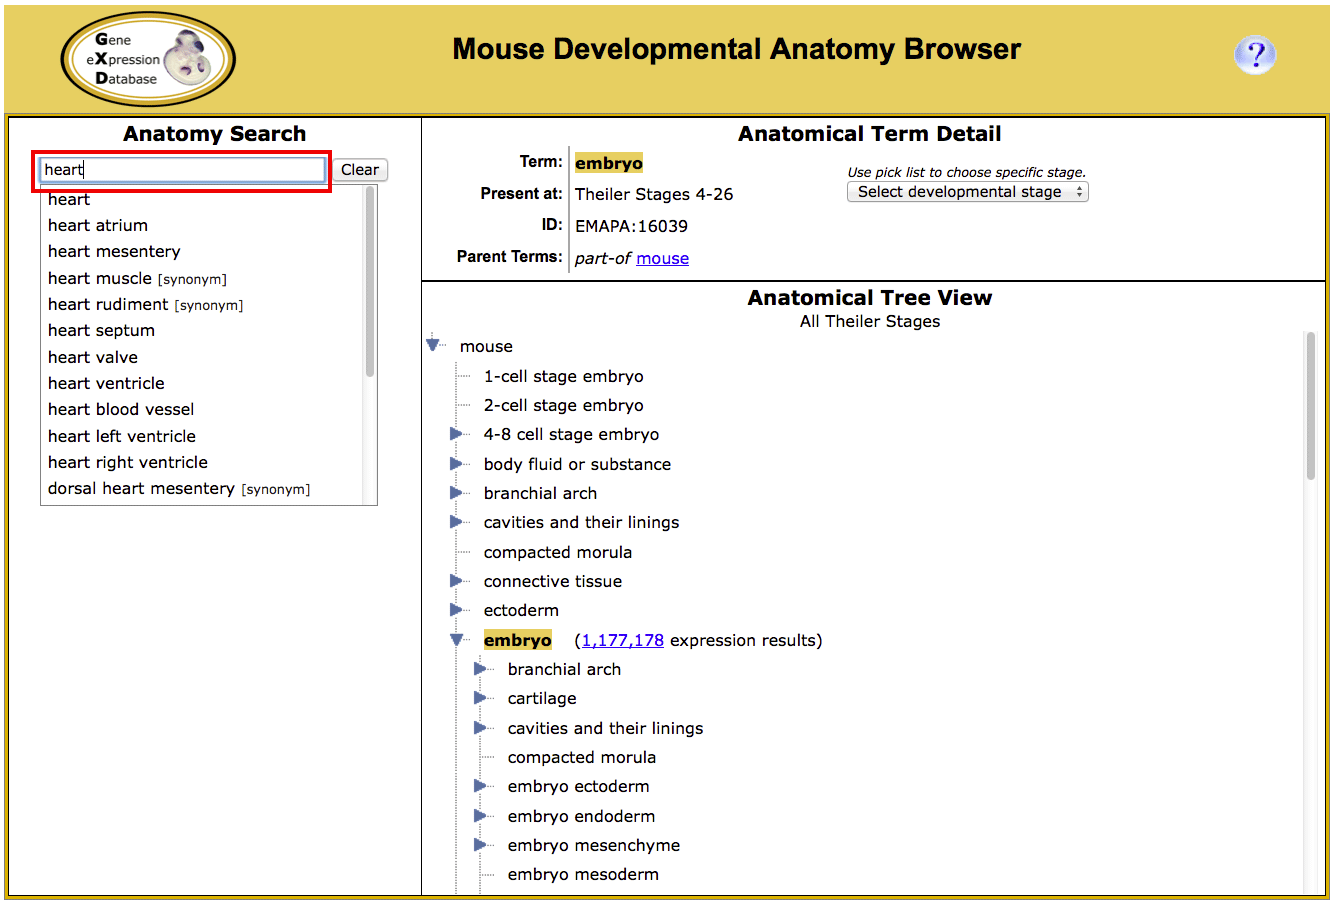 Gene
eXpression
Database
Mouse Developmental Anatomy Browser
?
Anatomy Search
heart
Clear
heart
heart atrium
heart mesentery
heart muscle [synonym]
heart rudiment [synonym]
heart septum
heart valve
heart ventricle
heart blood vessel
heart left ventricle
heart right ventricle
dorsal heart mesentery [synonym]
Anatomical Term Detail
Term: embryo
Present at: Theiler Stages 4-26
ID: EMAPA:16039
Parent Terms: part-of mouse
Use pick list to choose specific stage.
Select developmental stage
Anatomical Tree View
All Theiler Stages
mouse
1-cell stage embryo
2-cell stage embryo
4-8 cell stage embryo
body fluid or substance
branchial arch
cavities and their linings
compacted morula
connective tissue
ectoderm
embryo (1,177,178 expression results)
branchial arch
cartilage
cavities and their linings
compacted morula
embryo ectoderm
embryo endoderm
embryo mesenchyme
embryo mesoderm